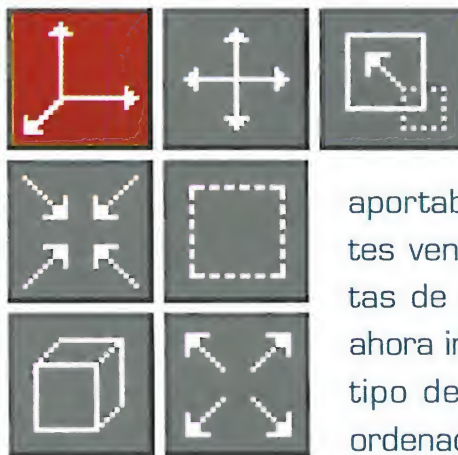 aportab
tes ven
tas de
ahora in
tipo de
ordenad